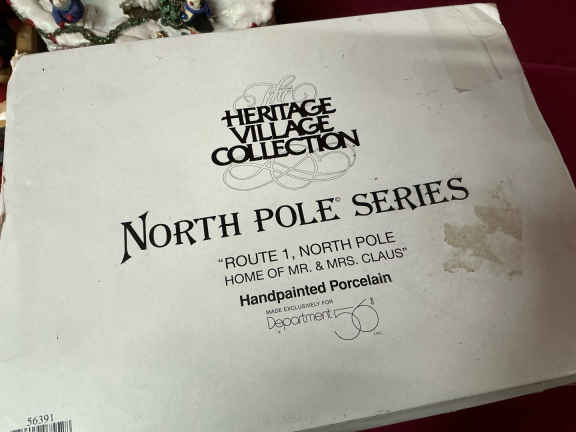 The
HERITAGE
VILLAGE
COLLECTION
NORTH POLE© SERIES
"ROUTE 1, NORTH POLE
HOME OF MR. & MRS. CLAUS"
Handpainted Porcelain
MADE EXCLUSIVELY FOR
Department 56
INC.
56391